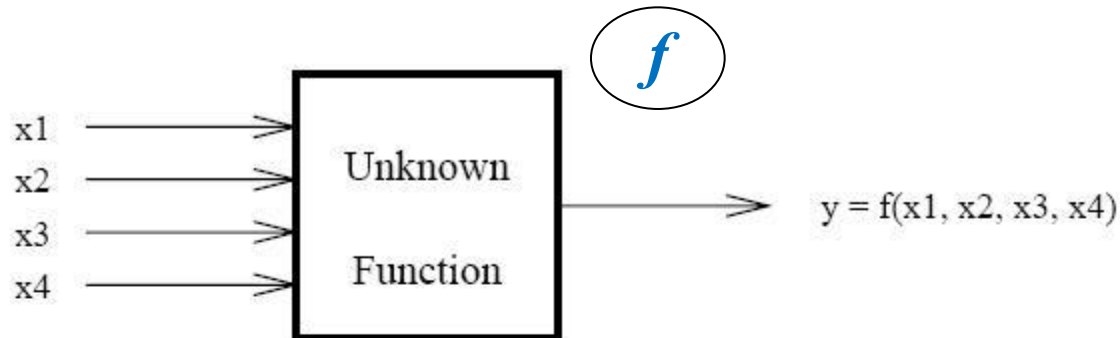 f
x1
x2
x3
x4
Unknown
Function
y = f(x1, x2, x3, x4)